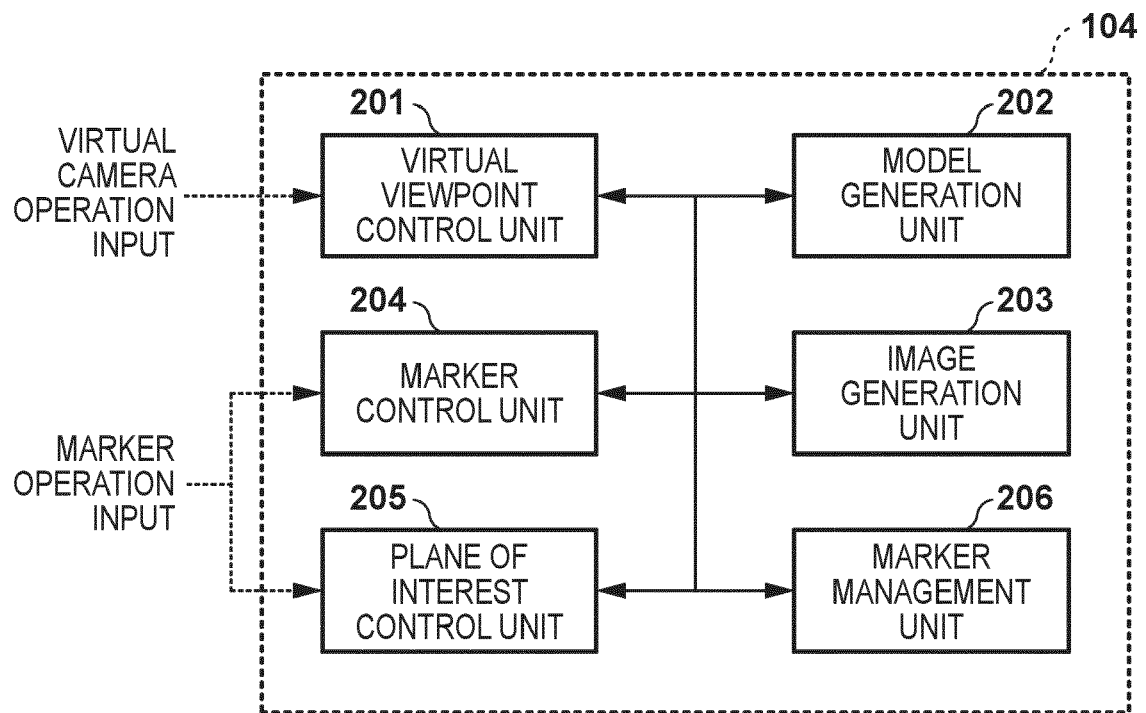 104
201
202
VIRTUAL
CAMERA
OPERATION
INPUT
VIRTUAL
VIEWPOINT
CONTROL UNIT
MODEL
GENERATION
UNIT
204
203
MARKER
CONTROL UNIT
IMAGE
GENERATION
UNIT
MARKER
OPERATION
INPUT
205
206
PLANE OF
INTEREST
CONTROL UNIT
MARKER
MANAGEMENT
UNIT